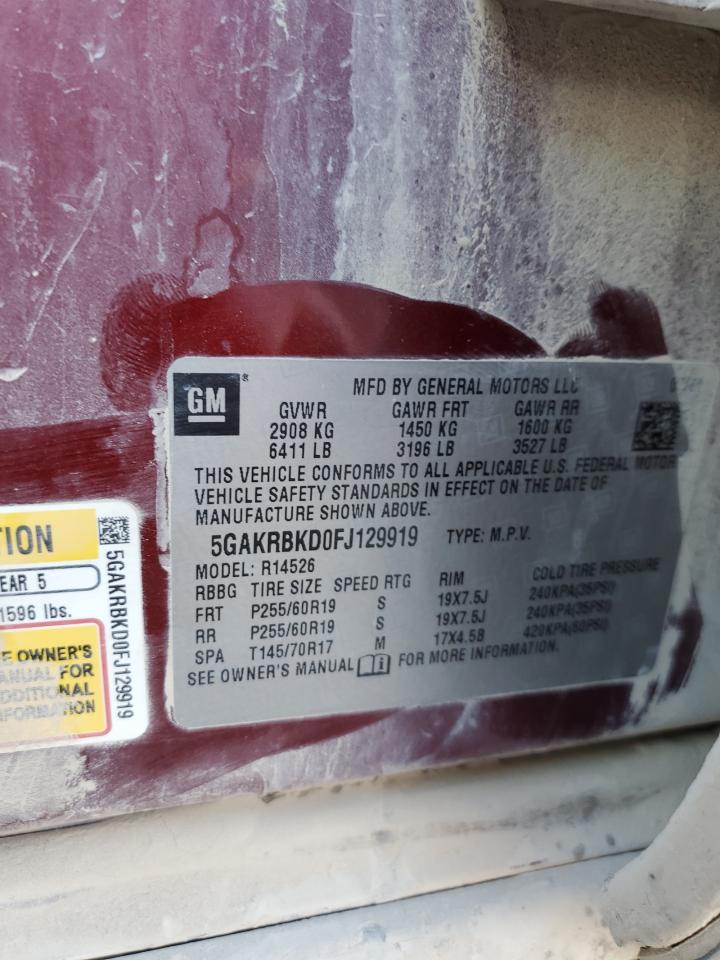 GM
®
MFD BY GENERAL MOTORS LLC
GVWR GAWR FRT GAWR RR
2908 KG 1450 KG 1600 KG
6411 LB 3196 LB 3527 LB
THIS VEHICLE CONFORMS TO ALL APPLICABLE U.S. FEDERAL MOTOR
VEHICLE SAFETY STANDARDS IN EFFECT ON THE DATE OF
MANUFACTURE SHOWN ABOVE.
5GAKRBKD0FJ129919 TYPE: M.P.V.
MODEL: R14526
RBBG TIRE SIZE SPEED RTG RIM COLD TIRE PRESSURE
FRT P255/60R19 S 19X7.5J 240KPA(35PSI)
RR P255/60R19 S 19X7.5J 240KPA(35PSI)
SPA T145/70R17 M 17X4.5B 420KPA(60PSI)
SEE OWNER'S MANUAL FOR MORE INFORMATION.
TION
EAR 5
1596 lbs.
E OWNER'S
ANUAL FOR
DDITIONAL
FORMATION
5GAKRBKD0FJ129919